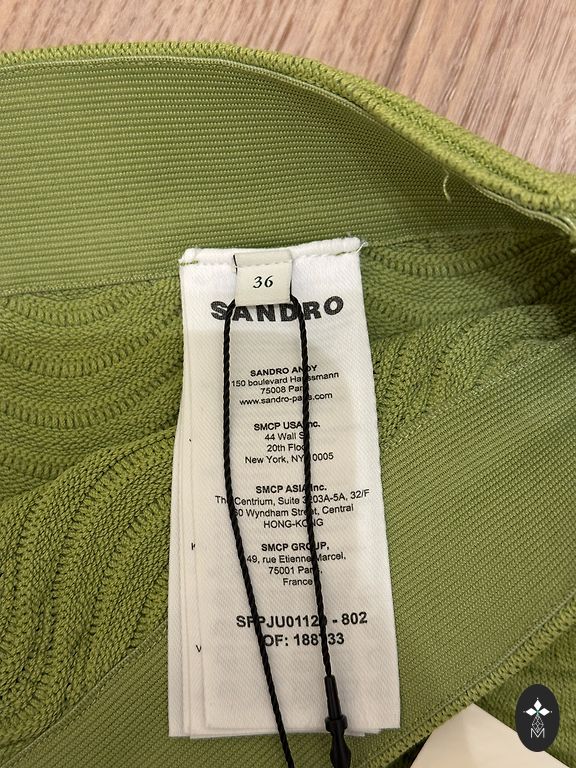 36
SANDRO
SANDRO ANDY
150 boulevard Haussmann
75008 Paris
www.sandro-paris.com
SMCP USA Inc.
44 Wall St
20th Floor
New York, NY 10005
SMCP ASIA Inc.
The Centrium, Suite 3203A-5A, 32/F
60 Wyndham Street, Central
HONG-KONG
SMCP GROUP,
49, rue Etienne Marcel,
75001 Paris,
France
- 802
OF: